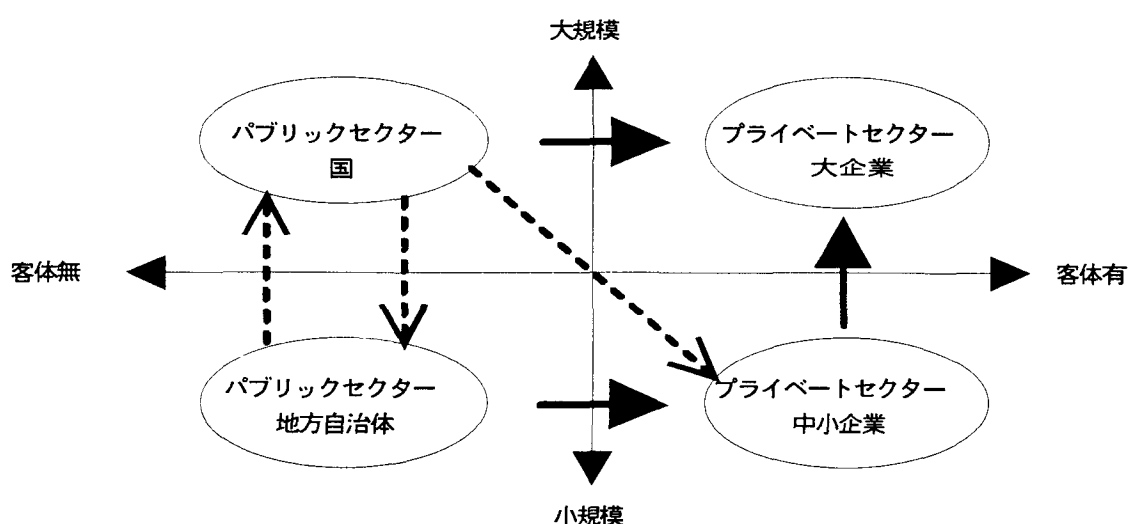 大規模
パブリックセクター
国
プライベートセクター
大企業
客体無
客体有
パブリックセクター
地方自治体
プライベートセクター
中小企業
小規模